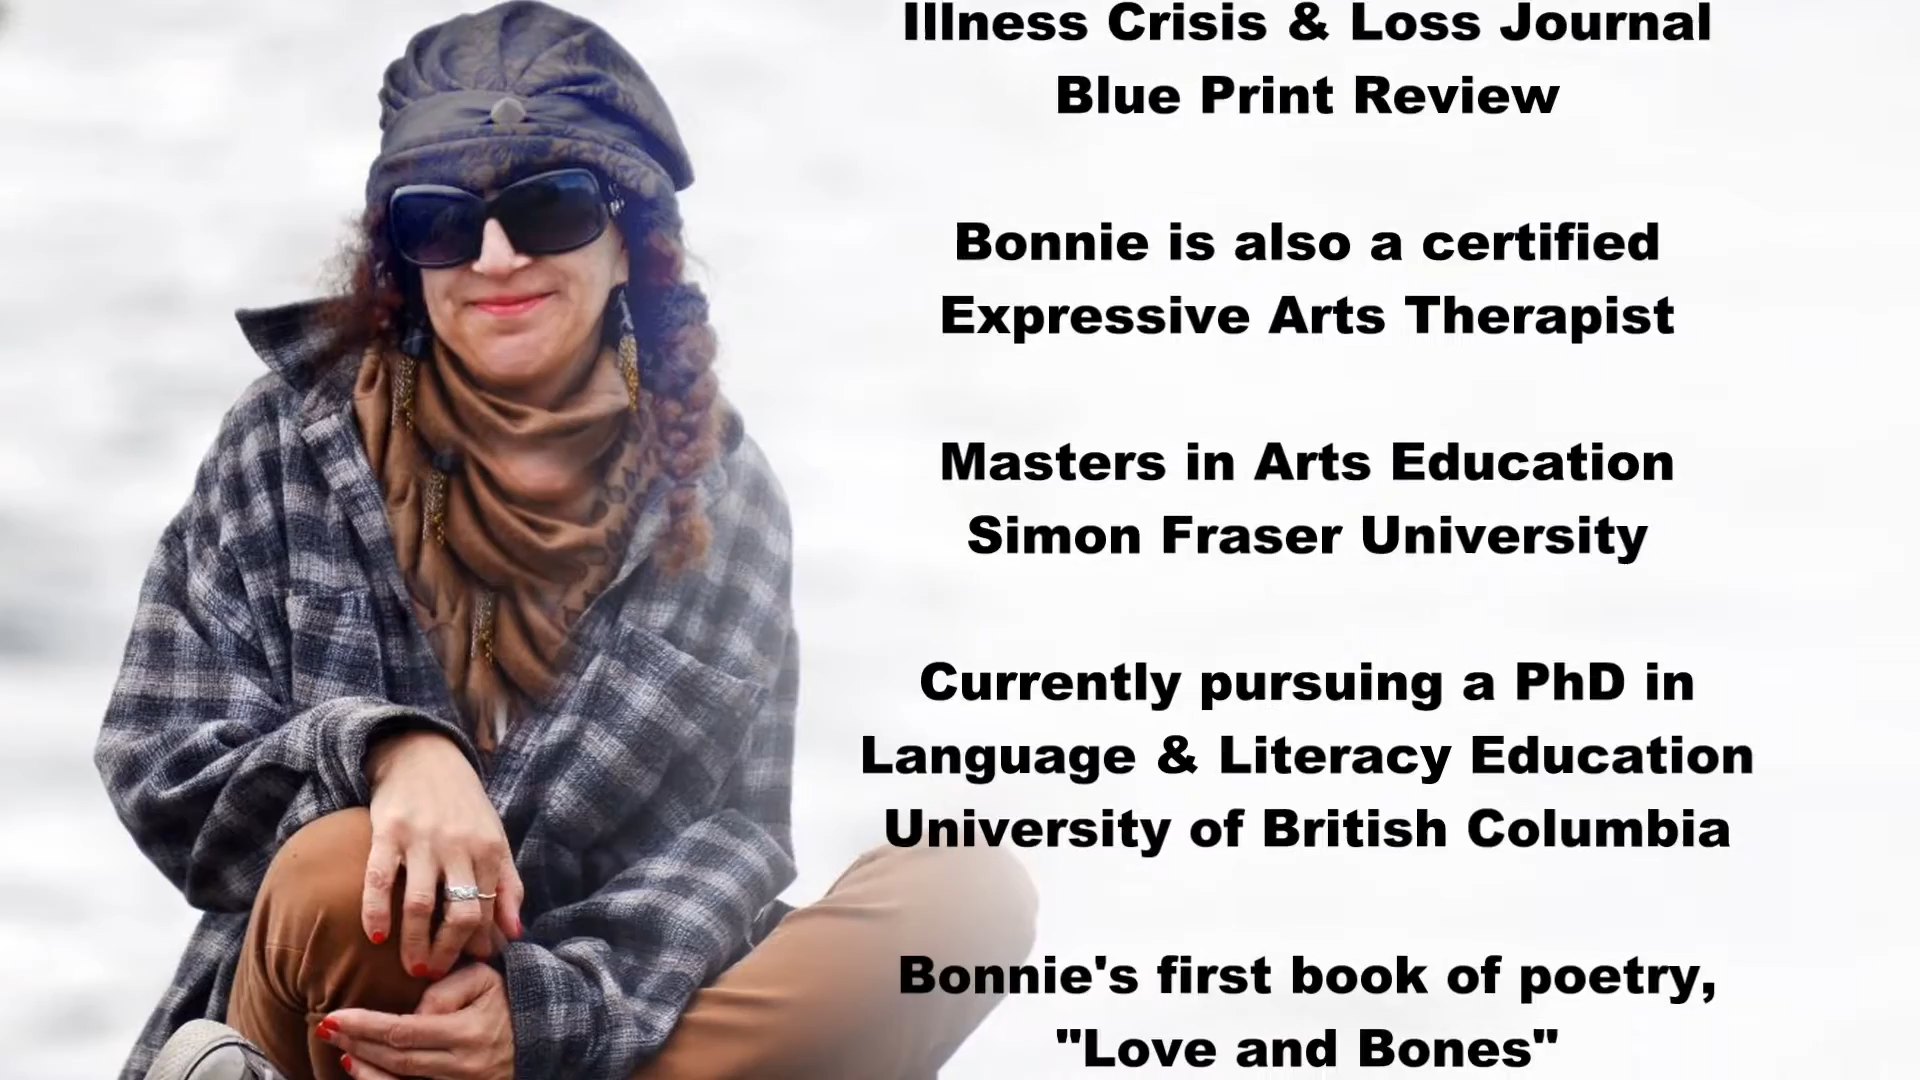 Illness Crisis & Loss Journal
Blue Print Review
Bonnie is also a certified
Expressive Arts Therapist
Masters in Arts Education
Simon Fraser University
Currently pursuing a PhD in
Language & Literacy Education
University of British Columbia
Bonnie's first book of poetry,
"Love and Bones"